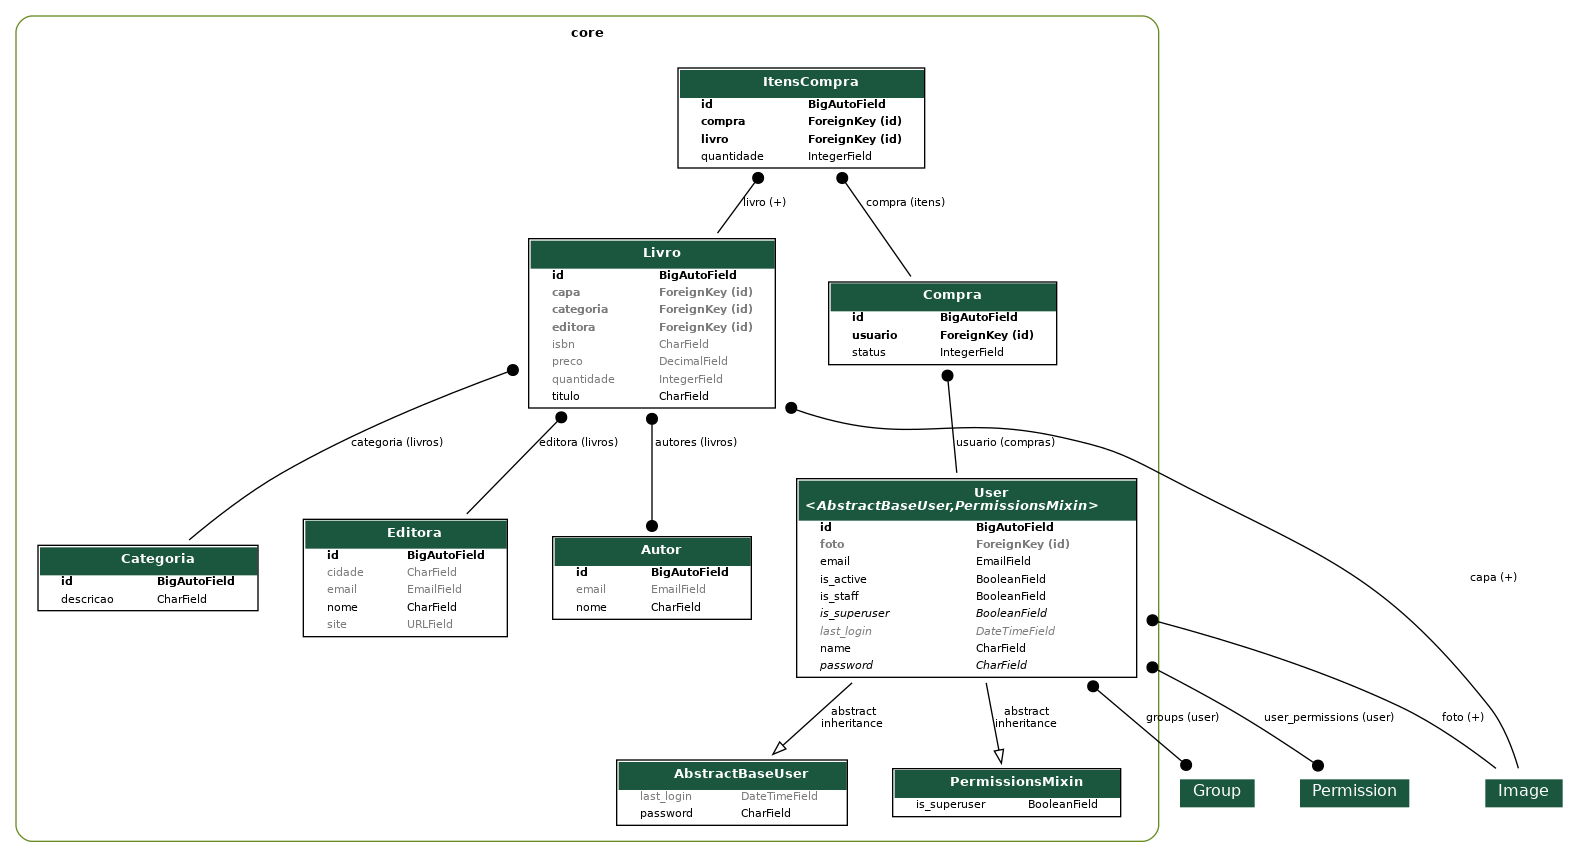 core
ItensCompra
id BigAutoField
compra ForeignKey (id)
livro ForeignKey (id)
quantidade IntegerField
livro (+)
compra (itens)
Livro
id BigAutoField
capa ForeignKey (id)
categoria ForeignKey (id)
editora ForeignKey (id)
isbn CharField
preco DecimalField
quantidade IntegerField
titulo CharField
Compra
id BigAutoField
usuario ForeignKey (id)
status IntegerField
categoria (livros)
editora (livros)
autores (livros)
usuario (compras)
Categoria
id BigAutoField
descricao CharField
Editora
id BigAutoField
cidade CharField
email EmailField
nome CharField
site URLField
Autor
id BigAutoField
email EmailField
nome CharField
User
<AbstractBaseUser,PermissionsMixin>
id BigAutoField
foto ForeignKey (id)
email EmailField
is_active BooleanField
is_staff BooleanField
is_superuser BooleanField
last_login DateTimeField
name CharField
password CharField
capa (+)
abstract
inheritance
abstract
inheritance
groups (user)
user_permissions (user)
foto (+)
AbstractBaseUser
last_login DateTimeField
password CharField
PermissionsMixin
is_superuser BooleanField
Group
Permission
Image